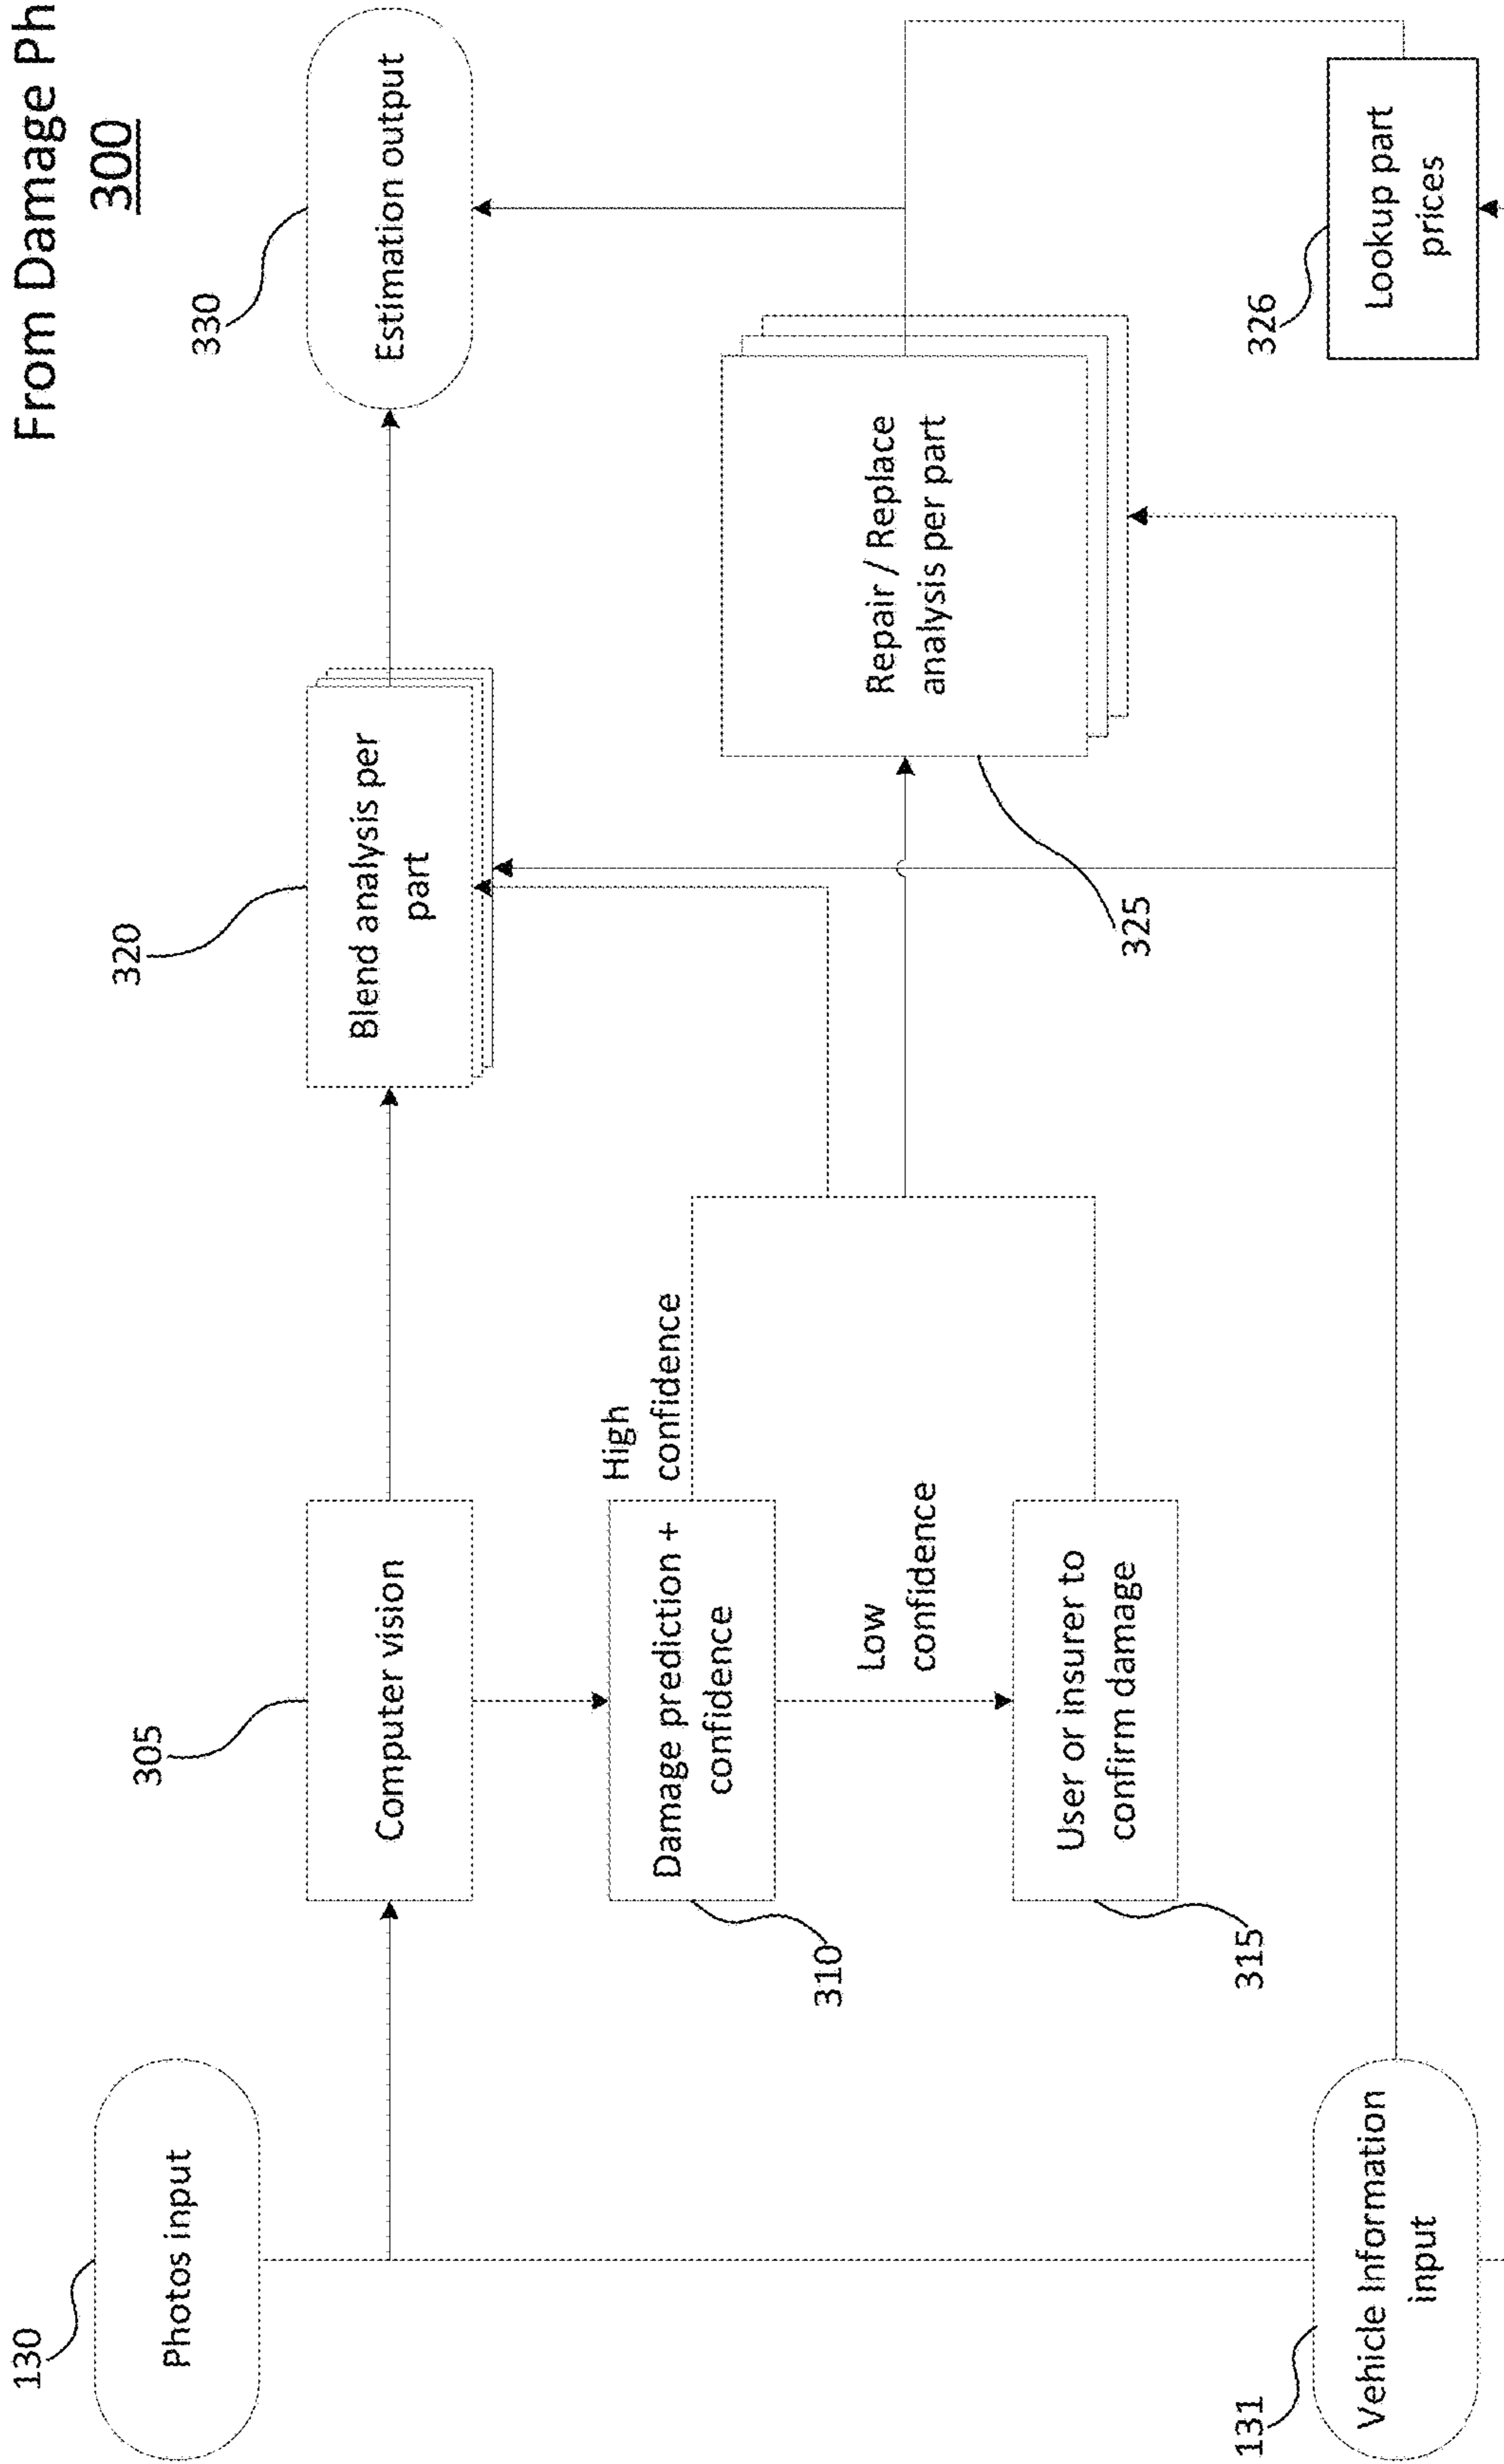 From Damage Ph
300
130
Photos input
305
Computer vision
320
Blend analysis per
part
330
Estimation output
310
Damage prediction +
confidence
High
confidence
Low
confidence
315
User or insurer to
confirm damage
325
Repair / Replace
analysis per part
131
Vehicle Information
input
326
Lookup part
prices